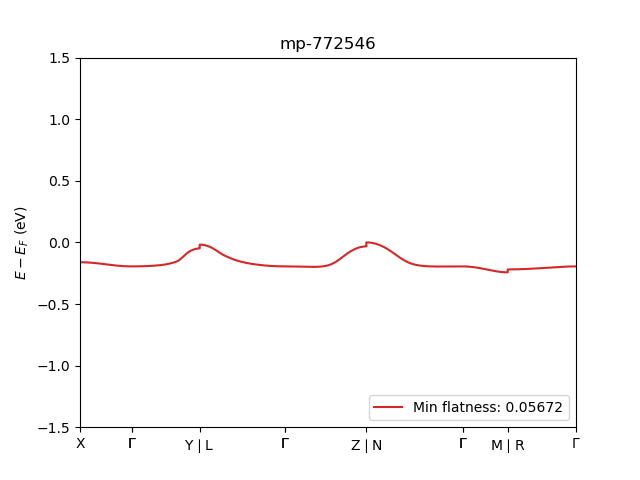 mp-772546
E − E_F (eV)
1.5
1.0
0.5
0.0
−0.5
−1.0
−1.5
Min flatness: 0.05672
X Γ Y | L Γ Z | N Γ M | R Γ